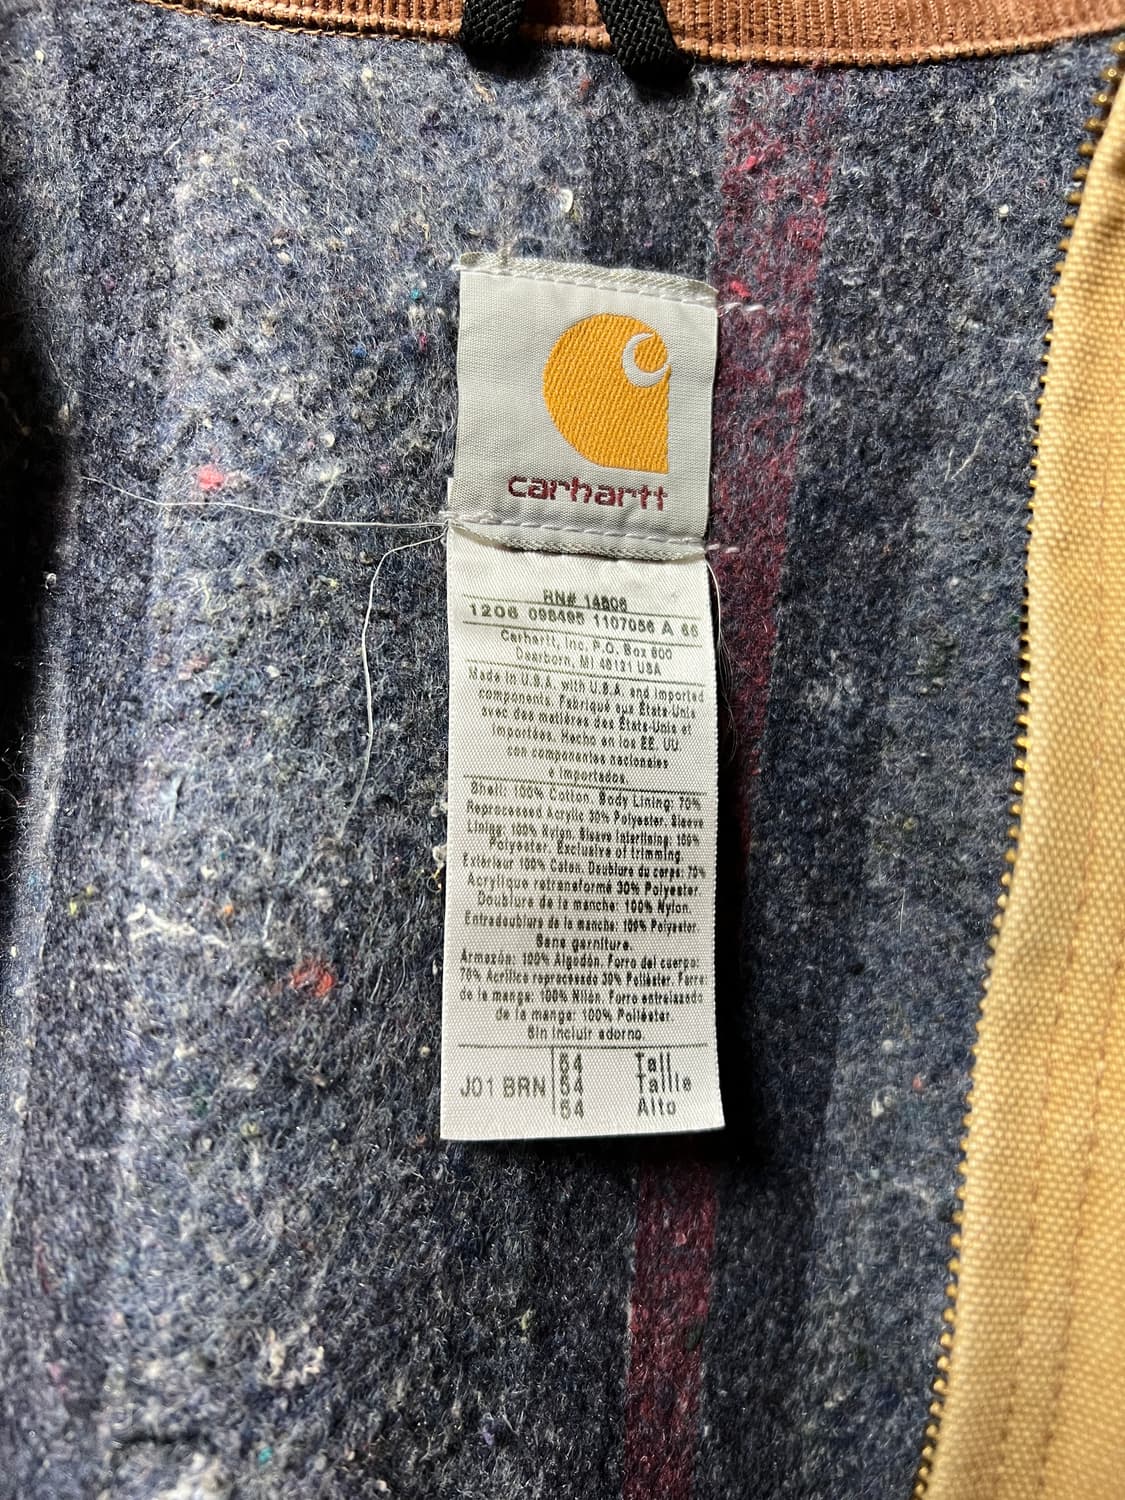 carhartt
RN# 14806
1206 098495 1107056 A 65
Carhartt, Inc. P.O. Box 600
Dearborn, MI 48121 USA
Made in U.S.A. with U.S.A. and imported
components. Fabriqué aux États-Unis
avec des matières des États-Unis et
importées. Hecho en los EE. UU.
con componentes nacionales
e importados.
Shell: 100% Cotton. Body Lining: 70%
Reprocessed Acrylic 30% Polyester. Sleeve
Lining: 100% Nylon. Sleeve Interlining: 100%
Polyester. Exclusive of trimming
Extérieur 100% Coton. Doublure du corps: 70%
Acrylique retransformé 30% Polyester.
Doublure de la manche: 100% Nylon.
Entredoublure de la manche: 100% Polyester.
Sans garniture.
Armazón: 100% Algodón. Forro del cuerpo:
70% Acrílico reprocesado 30% Poliéster. Forro
de la manga: 100% Nilón. Forro entrelazado
de la manga: 100% Poliéster.
Sin incluir adorno.
54 Tall
J01 BRN 54 Taille
54 Alto